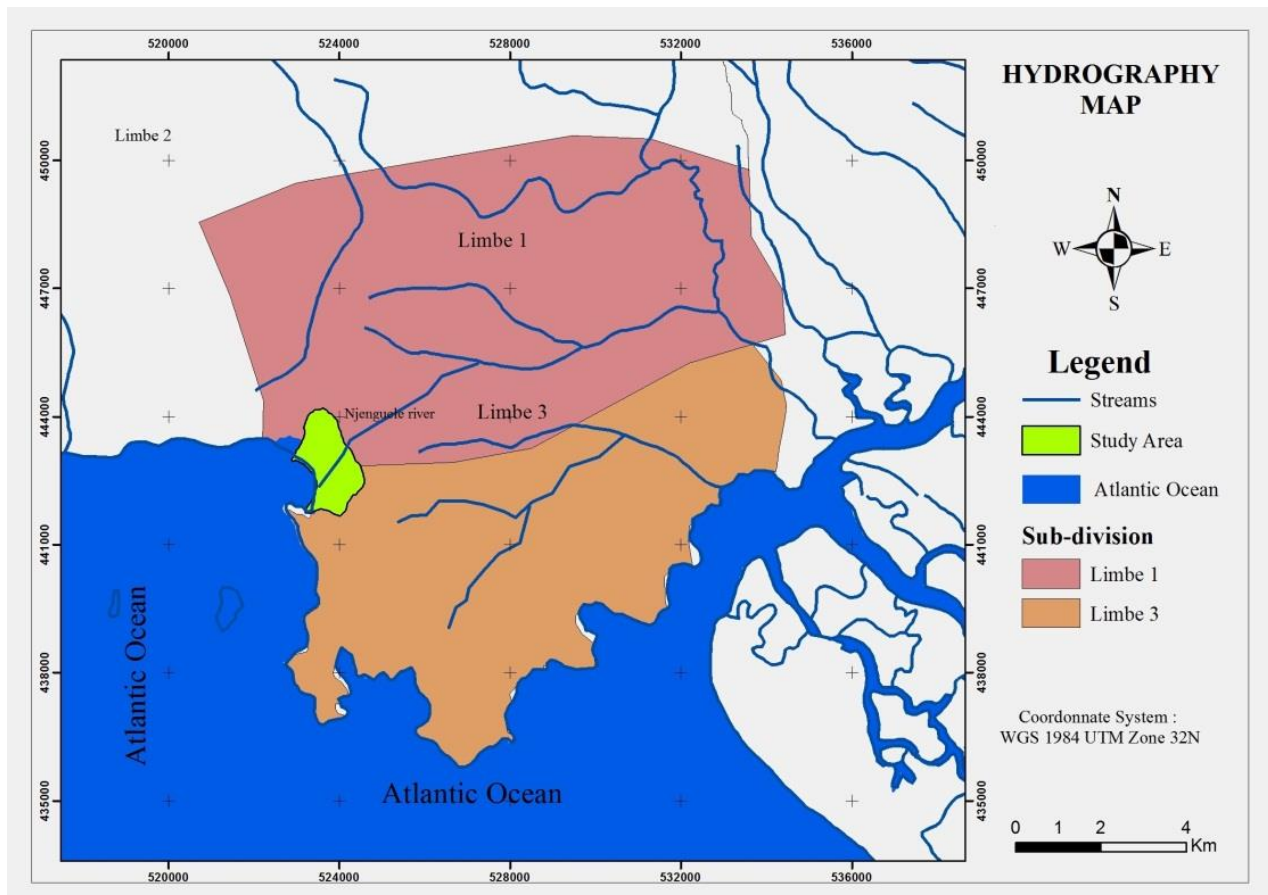 520000 524000 528000 532000 536000
HYDROGRAPHY
MAP
Limbe 2
450000 450000
N
W E
S
Limbe 1
447000 447000
Legend
Streams
Study Area
Atlantic Ocean
444000 444000
Njenguele river
Limbe 3
441000 441000
Sub-division
Limbe 1
Limbe 3
Atlantic Ocean
438000 438000
Coordonnate System :
WGS 1984 UTM Zone 32N
Atlantic Ocean
435000 435000
0 2 4
Km
520000 524000 528000 532000 536000